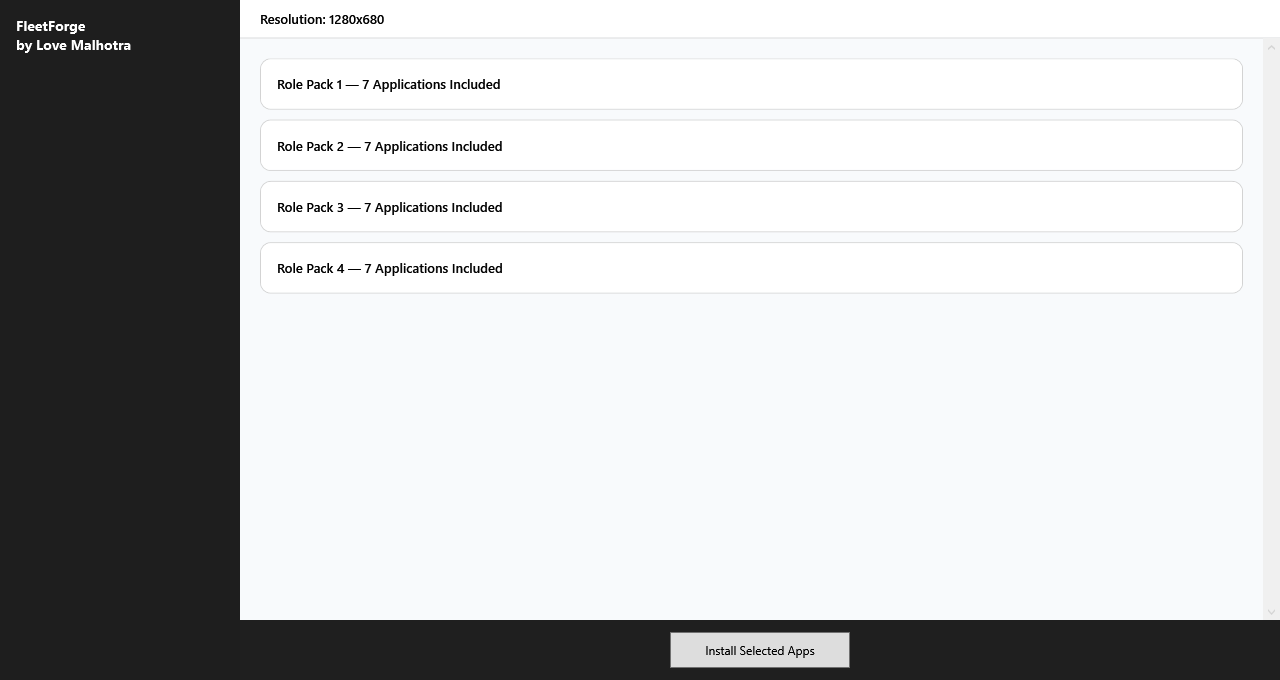 FleetForge
by Love Malhotra
Resolution: 1280x680
Role Pack 1 — 7 Applications Included
Role Pack 2 — 7 Applications Included
Role Pack 3 — 7 Applications Included
Role Pack 4 — 7 Applications Included
Install Selected Apps